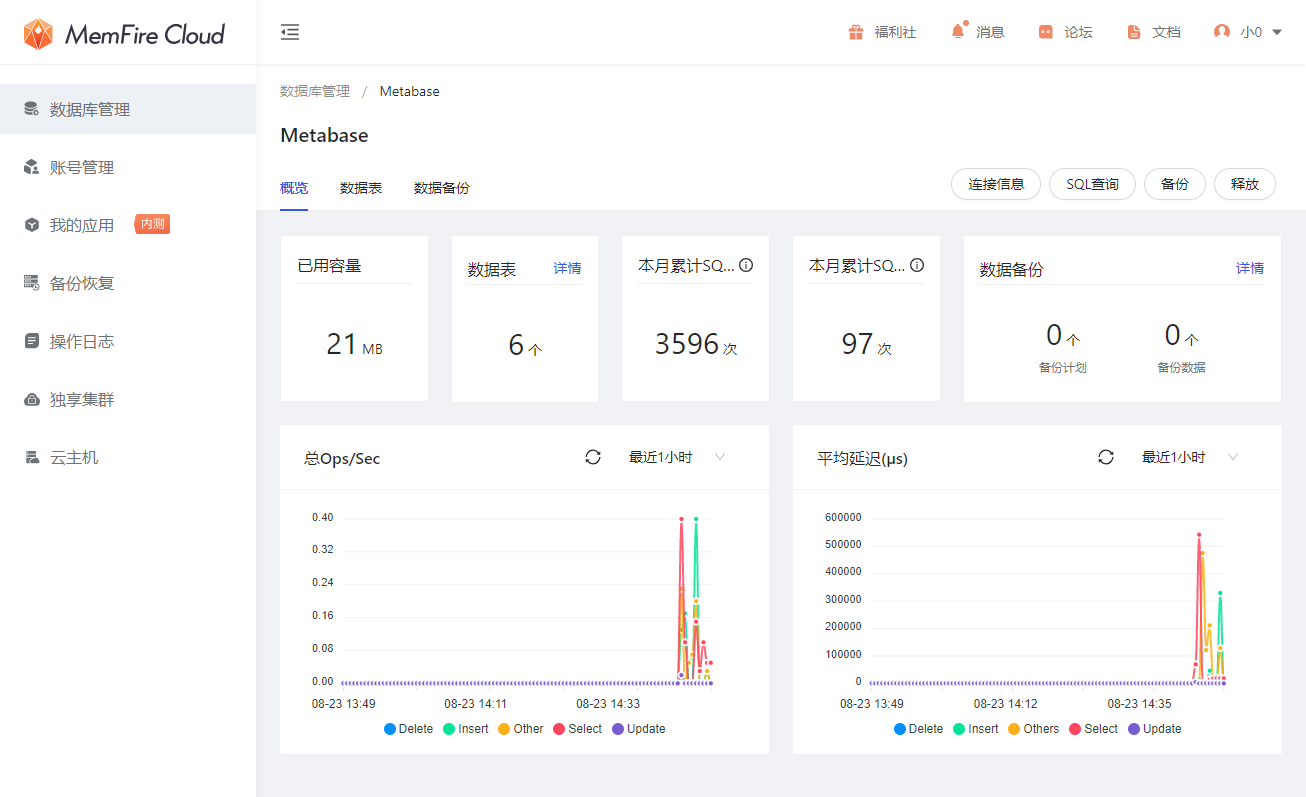 MemFire Cloud
福利社
消息
论坛
文档
小0
数据库管理
账号管理
我的应用 内测
备份恢复
操作日志
独享集群
云主机
数据库管理 / Metabase
Metabase
概览 数据表 数据备份
连接信息 SQL查询 备份 释放
已用容量
21 MB
数据表 详情
6 个
本月累计SQ...
3596 次
本月累计SQ...
97 次
数据备份 详情
0 个
备份计划
0 个
备份数据
总Ops/Sec 最近1小时
0.40
0.32
0.24
0.16
0.08
0.00
08-23 13:49 08-23 14:11 08-23 14:33
Delete Insert Other Select Update
平均延迟(μs) 最近1小时
600000
500000
400000
300000
200000
100000
0
08-23 13:49 08-23 14:12 08-23 14:35
Delete Insert Others Select Update